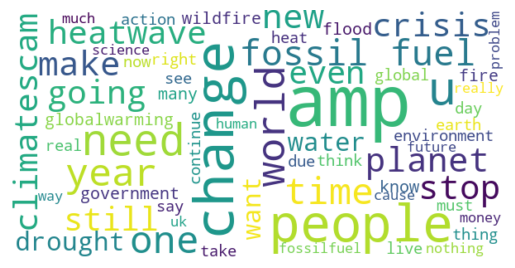 much
action
wildfire
new
crisis
science
heat
flood
problem
heatwave
now
right
fossil
fuel
make
see
even
global
fire
going
many
really
day
climatescam
globalwarming
change
world
amp
u
earth
real
need
continue
human
water
environment
future
year
due
think
planet
way
government
want
time
know
cause
stop
still
say
must
money
uk
one
people
thing
drought
take
fossilfuel
live
nothing